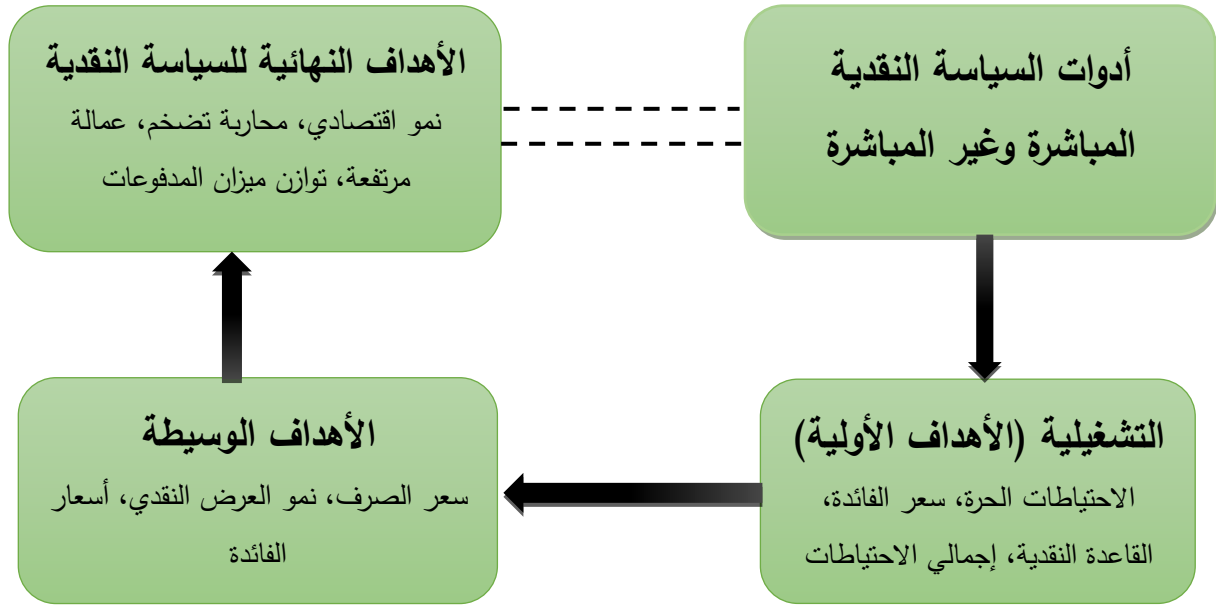 أدوات السياسة النقدية
المباشرة وغير المباشرة
الأهداف النهائية للسياسة النقدية
نمو اقتصادي، محاربة تضخم، عمالة
مرتفعة، توازن ميزان المدفوعات
التشغيلية (الأهداف الأولية)
الاحتياطات الحرة، سعر الفائدة،
القاعدة النقدية، إجمالي الاحتياطات
الأهداف الوسيطة
سعر الصرف، نمو العرض النقدي، أسعار
الفائدة